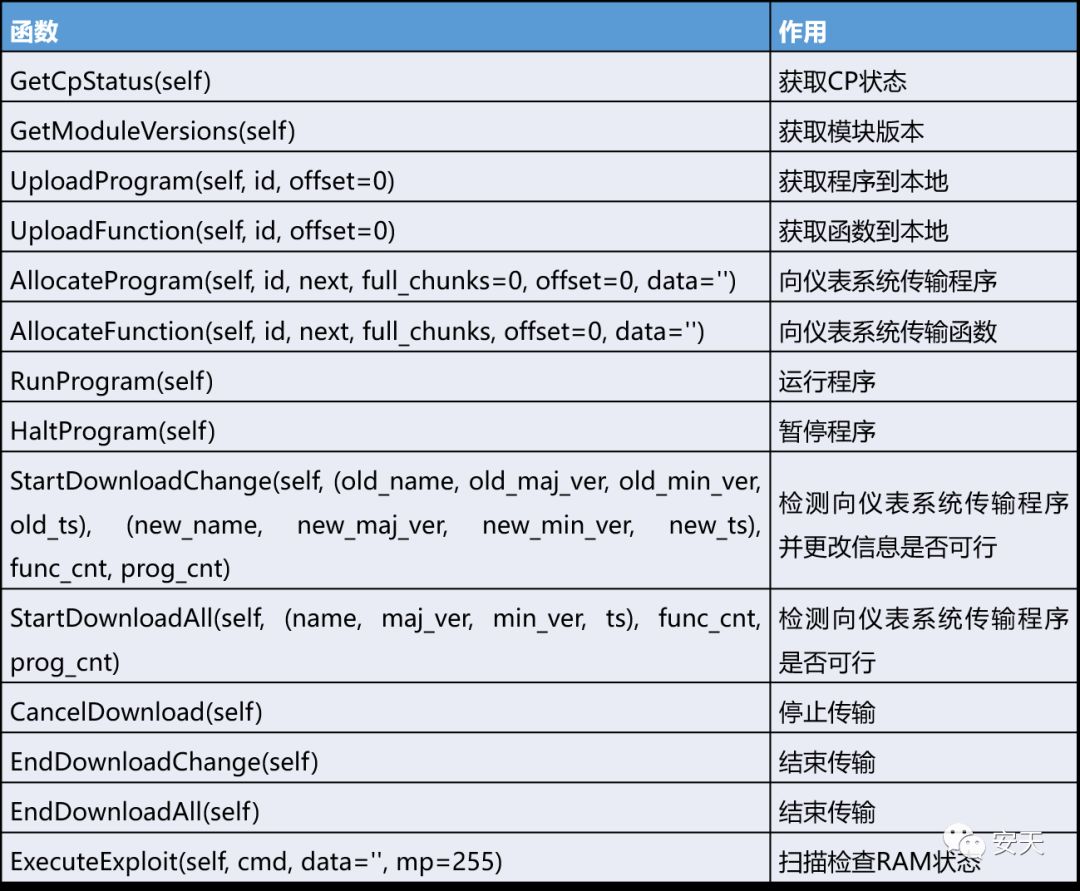 函数 作用
GetCpStatus(self) 获取CP状态
GetModuleVersions(self) 获取模块版本
UploadProgram(self, id, offset=0) 获取程序到本地
UploadFunction(self, id, offset=0) 获取函数到本地
AllocateProgram(self, id, next, full_chunks=0, offset=0, data='') 向仪表系统传输程序
AllocateFunction(self, id, next, full_chunks, offset=0, data='') 向仪表系统传输函数
RunProgram(self) 运行程序
HaltProgram(self) 暂停程序
StartDownloadChange(self, (old_name, old_maj_ver, old_min_ver,
old_ts), (new_name, new_maj_ver, new_min_ver, new_ts),
func_cnt, prog_cnt)
检测向仪表系统传输程序
并更改信息是否可行
StartDownloadAll(self, (name, maj_ver, min_ver, ts), func_cnt,
prog_cnt)
检测向仪表系统传输程序
是否可行
CancelDownload(self) 停止传输
EndDownloadChange(self) 结束传输
EndDownloadAll(self) 结束传输
ExecuteExploit(self, cmd, data='', mp=255) 扫描检查RAM状态
安天